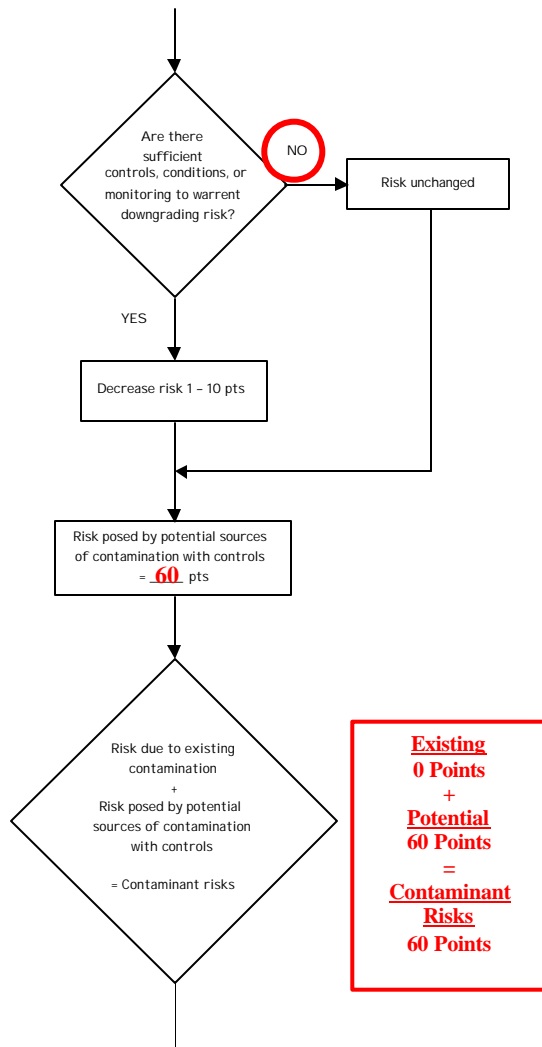 Are there
sufficient
controls, conditions, or
monitoring to warrent
downgrading risk?
NO
Risk unchanged
YES
Decrease risk 1 – 10 pts
Risk posed by potential sources
of contamination with controls
= 60 pts
Risk due to existing
contamination
+
Risk posed by potential
sources of contamination
with controls
= Contaminant risks
Existing
0 Points
+
Potential
60 Points
=
Contaminant
Risks
60 Points